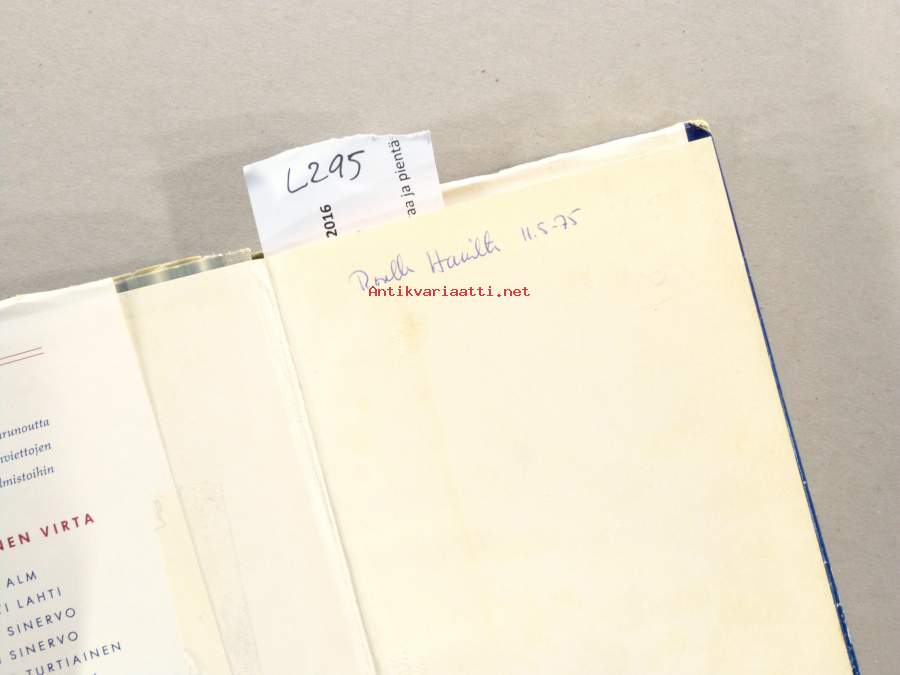 L295
2016
aa ja pientä
11.5-75
Antikvariaatti.net
runoutta
rviettojen
lmistoihin
NEN VIRTA
ALM
TI LAHTI
SINERVO
I SINERVO
TURTIAINEN